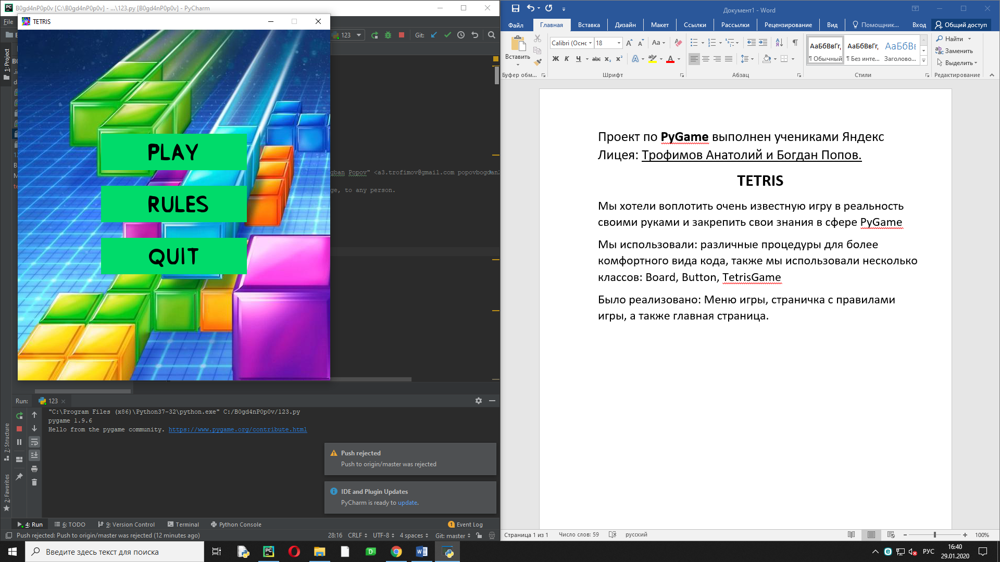 B0gd4nP0p0v [C:\B0gd4nP0p0v] - ...\123.py [B0gd4nP0p0v] - PyCharm
File
TETRIS
123
Git:
1: Project
PLAY
RULES
QUIT
gban Popov" <a3.trofimov@gmail.com popovbogdan
ge, to any person.
Run:
123
"C:\Program Files (x86)\Python37-32\python.exe" C:/B0gd4nP0p0v/123.py
pygame 1.9.6
Hello from the pygame community. https://www.pygame.org/contribute.html
7: Structure
2: Favorites
Push rejected
Push to origin/master was rejected
IDE and Plugin Updates
PyCharm is ready to update.
4: Run
6: TODO
9: Version Control
Terminal
Python Console
1 Event Log
Push rejected: Push to origin/master was rejected (12 minutes ago)
28:16 CRLF UTF-8 4 spaces Git: master
Документ1 - Word
Файл Главная Вставка Дизайн Макет Ссылки Рассылки Рецензирование Вид Помощник... Вход Общий доступ
Вставить
Calibri (Оснс 18
Aa
Ж К Ч abc x₂ x²
Буфер обм...
Шрифт
Абзац
АаБбВвГг, АаБбВвГг, АаБбВı
¶ Обычный ¶ Без инте... Заголово...
Стили
Найти
Заменить
Выделить
Редактирование
Проект по PyGame выполнен учениками Яндекс
Лицея: Трофимов Анатолий и Богдан Попов.
TETRIS
Мы хотели воплотить очень известную игру в реальность
своими руками и закрепить свои знания в сфере PyGame
Мы использовали: различные процедуры для более
комфортного вида кода, также мы использовали несколько
классов: Board, Button, TetrisGame
Было реализовано: Меню игры, страничка с правилами
игры, а также главная страница.
Страница 1 из 1 Число слов: 59 русский
100%
Введите здесь текст для поиска
РУС
16:40
29.01.2020